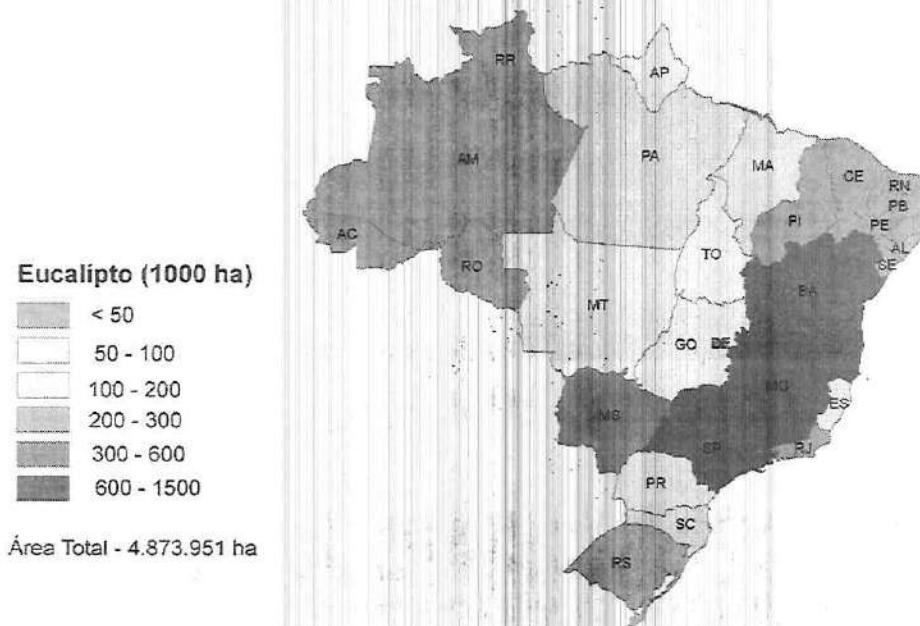 RR
AP
AM
PA
MA
CE
RN
PB
PI
PE
AL
SE
AC
RO
TO
BA
MT
GO
DF
MG
ES
MS
SP
RJ
PR
SC
RS
Eucalipto (1000 ha)
< 50
50 - 100
100 - 200
200 - 300
300 - 600
600 - 1500
Área Total - 4.873.951 ha